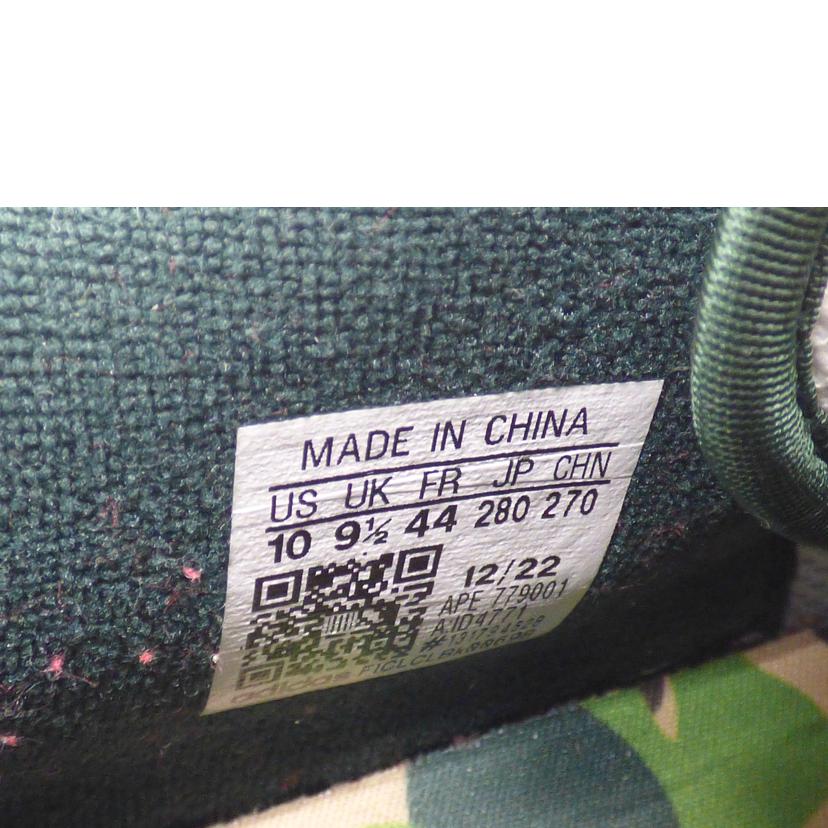 MADE IN CHINA
US UK FR JP CHN
10 9½ 44 280 270
12/22
APE 779001